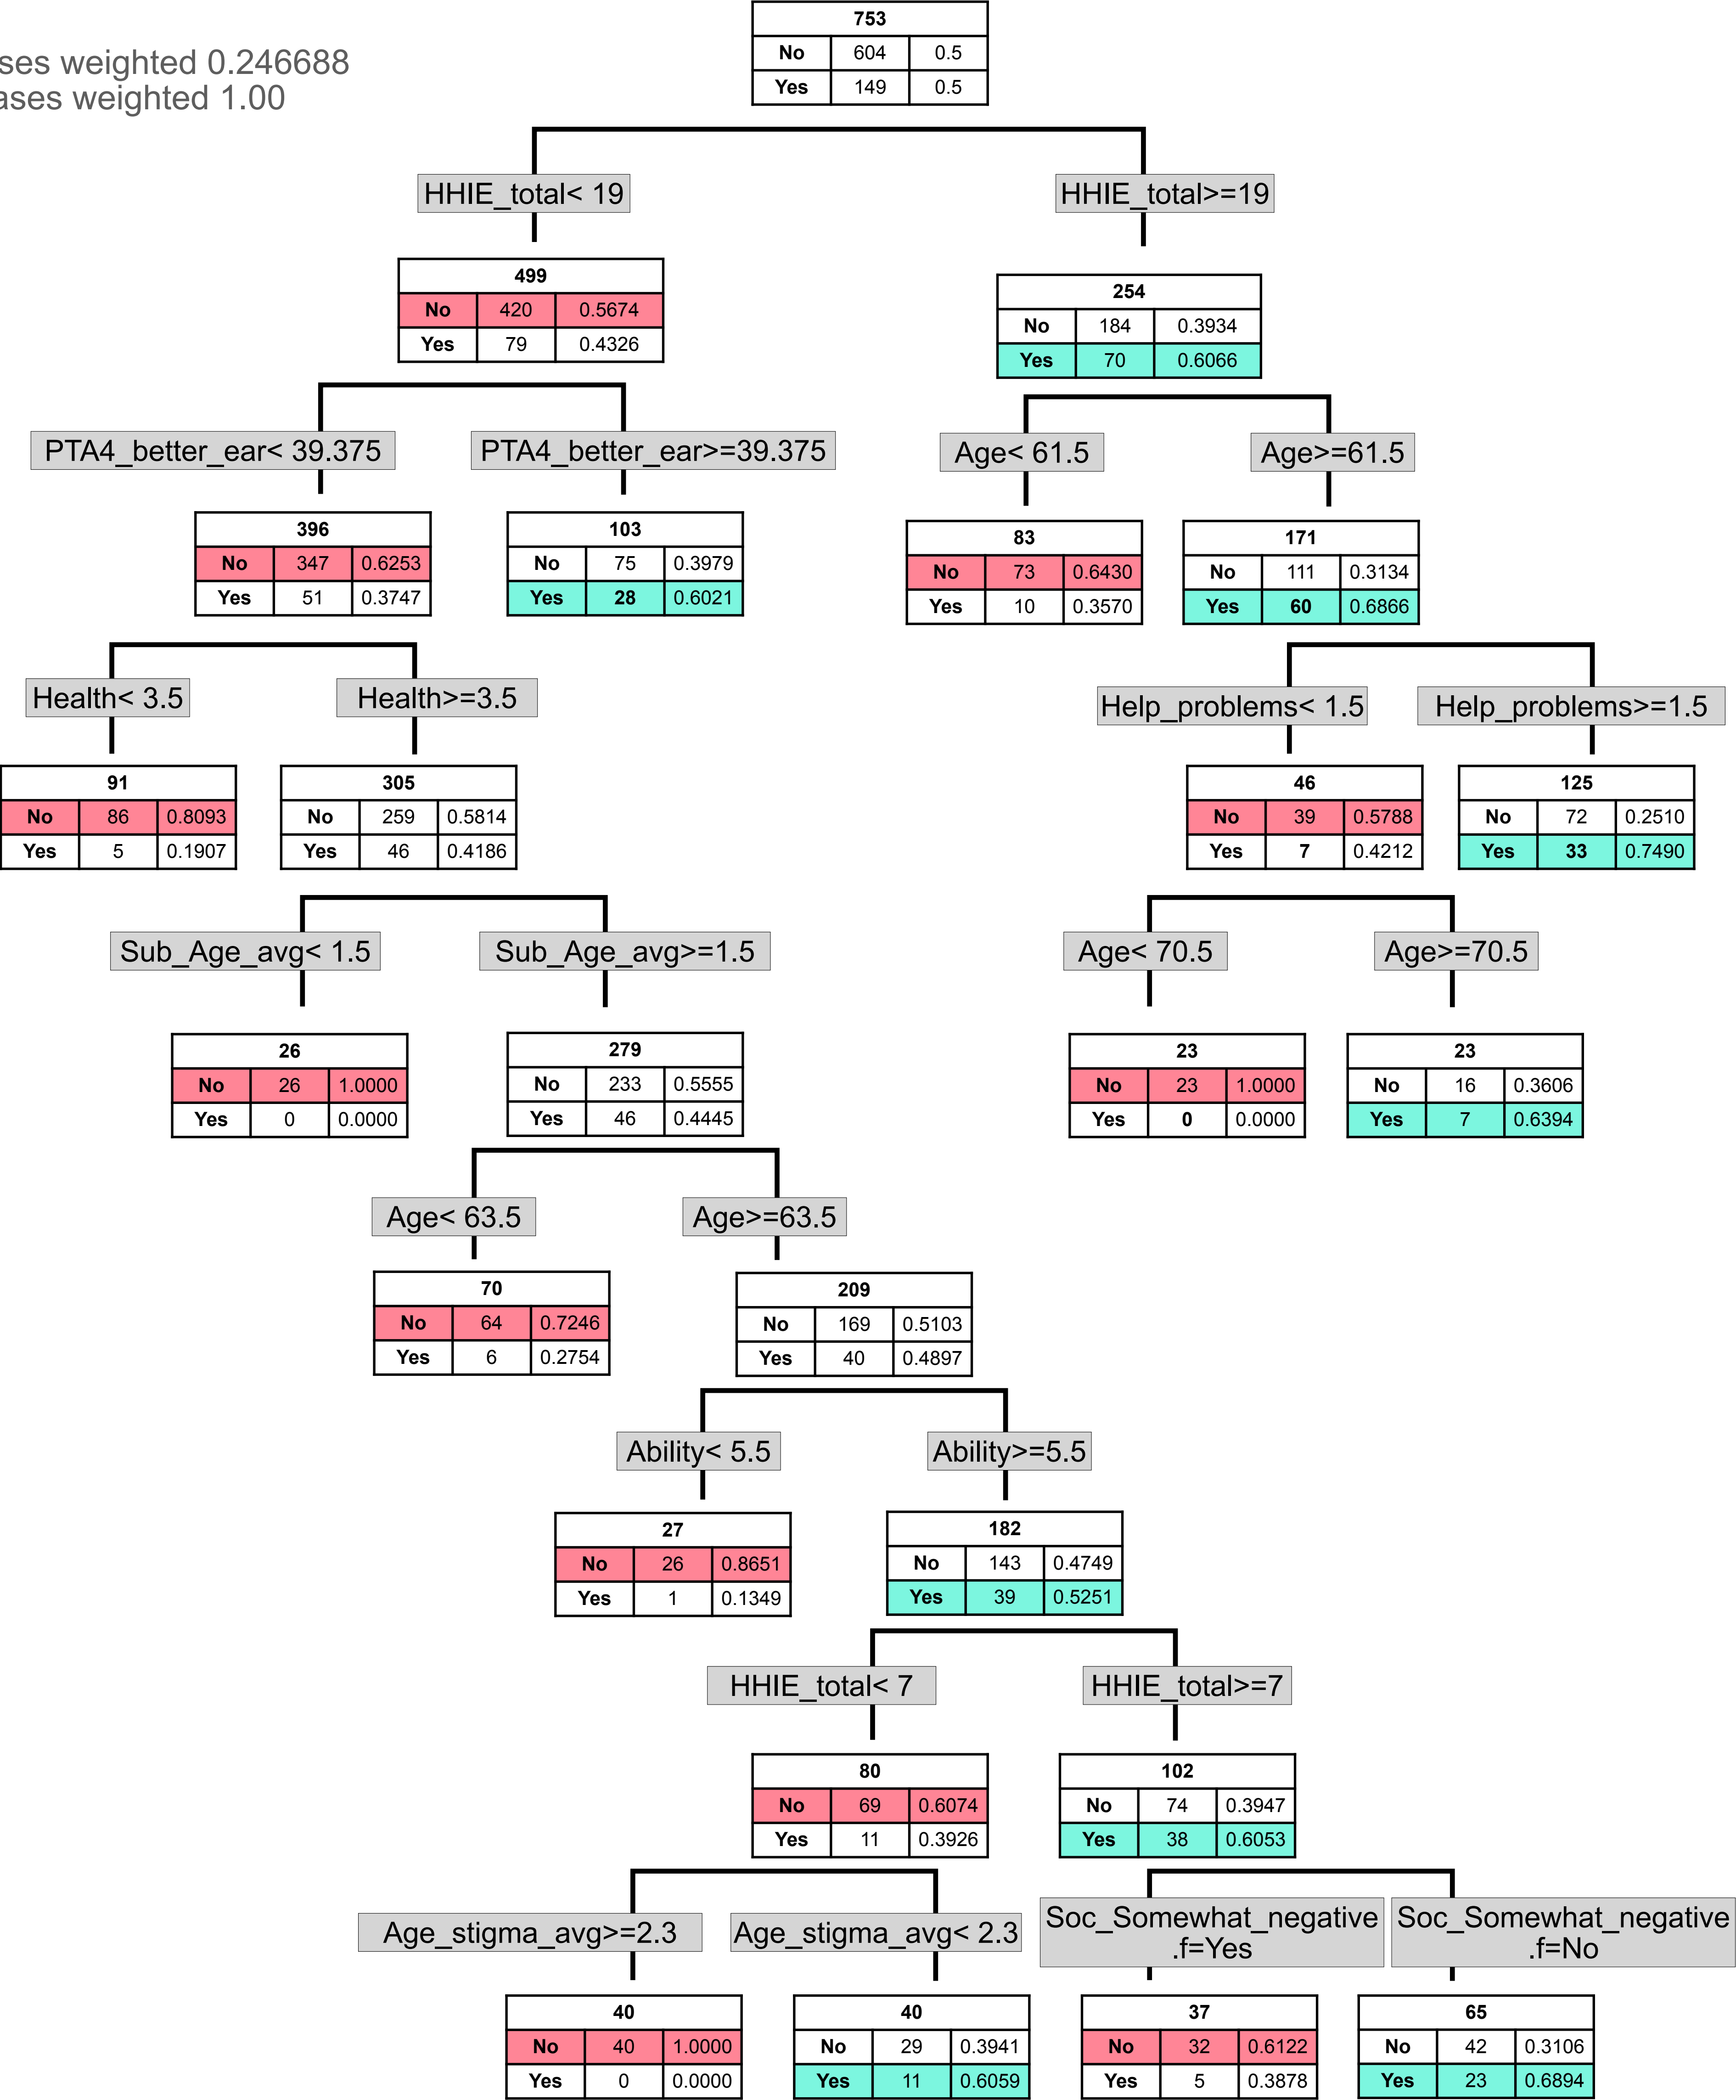 753
ses weighted 0.246688
No 604 0.5
ases weighted 1.00
Yes 149 0.5
HHIE_total< 19
HHIE_total>=19
499
No 420 0.5674
Yes 79 0.4326
254
No 184 0.3934
Yes 70 0.6066
PTA4_better_ear< 39.375
PTA4_better_ear>=39.375
Age< 61.5
Age>=61.5
396
No 347 0.6253
Yes 51 0.3747
103
No 75 0.3979
Yes 28 0.6021
83
No 73 0.6430
Yes 10 0.3570
171
No 111 0.3134
Yes 60 0.6866
Health< 3.5
Health>=3.5
Help_problems< 1.5
Help_problems>=1.5
91
No 86 0.8093
Yes 5 0.1907
305
No 259 0.5814
Yes 46 0.4186
46
No 39 0.5788
Yes 7 0.4212
125
No 72 0.2510
Yes 33 0.7490
Sub_Age_avg< 1.5
Sub_Age_avg>=1.5
Age< 70.5
Age>=70.5
26
No 26 1.0000
Yes 0 0.0000
279
No 233 0.5555
Yes 46 0.4445
23
No 23 1.0000
Yes 0 0.0000
23
No 16 0.3606
Yes 7 0.6394
Age< 63.5
Age>=63.5
70
No 64 0.7246
Yes 6 0.2754
209
No 169 0.5103
Yes 40 0.4897
Ability< 5.5
Ability>=5.5
27
No 26 0.8651
Yes 1 0.1349
182
No 143 0.4749
Yes 39 0.5251
HHIE_total< 7
HHIE_total>=7
80
No 69 0.6074
Yes 11 0.3926
102
No 74 0.3947
Yes 38 0.6053
Age_stigma_avg>=2.3
Age_stigma_avg< 2.3
Soc_Somewhat_negative
.f=Yes
Soc_Somewhat_negative
.f=No
40
No 40 1.0000
Yes 0 0.0000
40
No 29 0.3941
Yes 11 0.6059
37
No 32 0.6122
Yes 5 0.3878
65
No 42 0.3106
Yes 23 0.6894